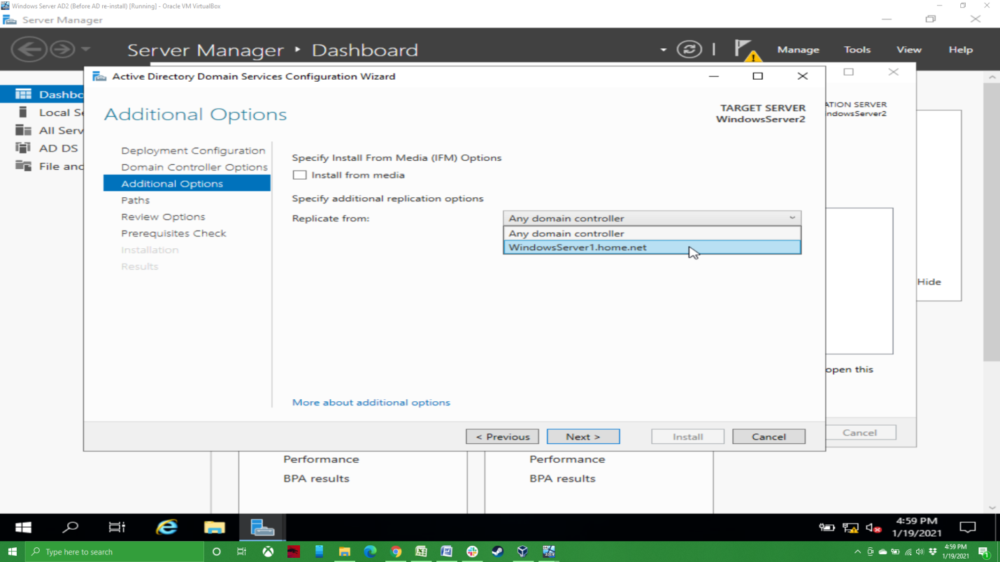 Windows Server AD2 (Before AD re-install) [Running] - Oracle VM VirtualBox
Server Manager
Server Manager • Dashboard
Manage
Tools
View
Help
Active Directory Domain Services Configuration Wizard
Dashbo
Local Se
All Serv
AD DS
File and
Additional Options
TARGET SERVER
WindowsServer2
ATION SERVER
ndowsServer2
Deployment Configuration
Domain Controller Options
Additional Options
Paths
Review Options
Prerequisites Check
Installation
Results
Specify Install From Media (IFM) Options
Install from media
Specify additional replication options
Replicate from:
Any domain controller
Any domain controller
WindowsServer1.home.net
Hide
open this
More about additional options
< Previous
Next >
Install
Cancel
Cancel
Performance
BPA results
Performance
BPA results
4:59 PM
1/19/2021
Type here to search
4:59 PM
1/19/2021